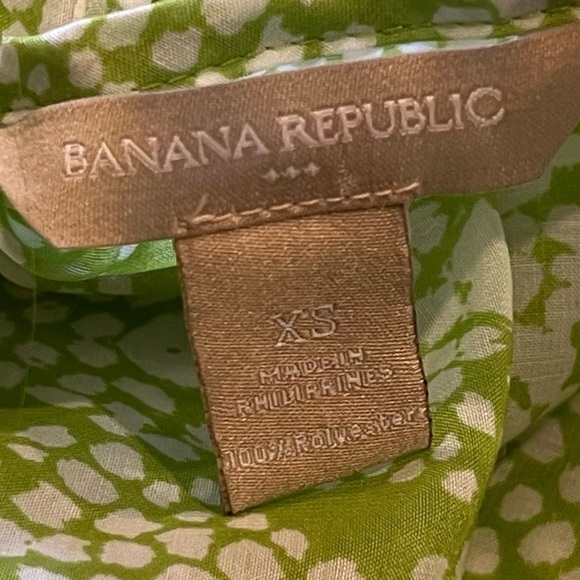 BANANA REPUBLIC
XS
MADE IN
PHILIPPINES
100% Polyester